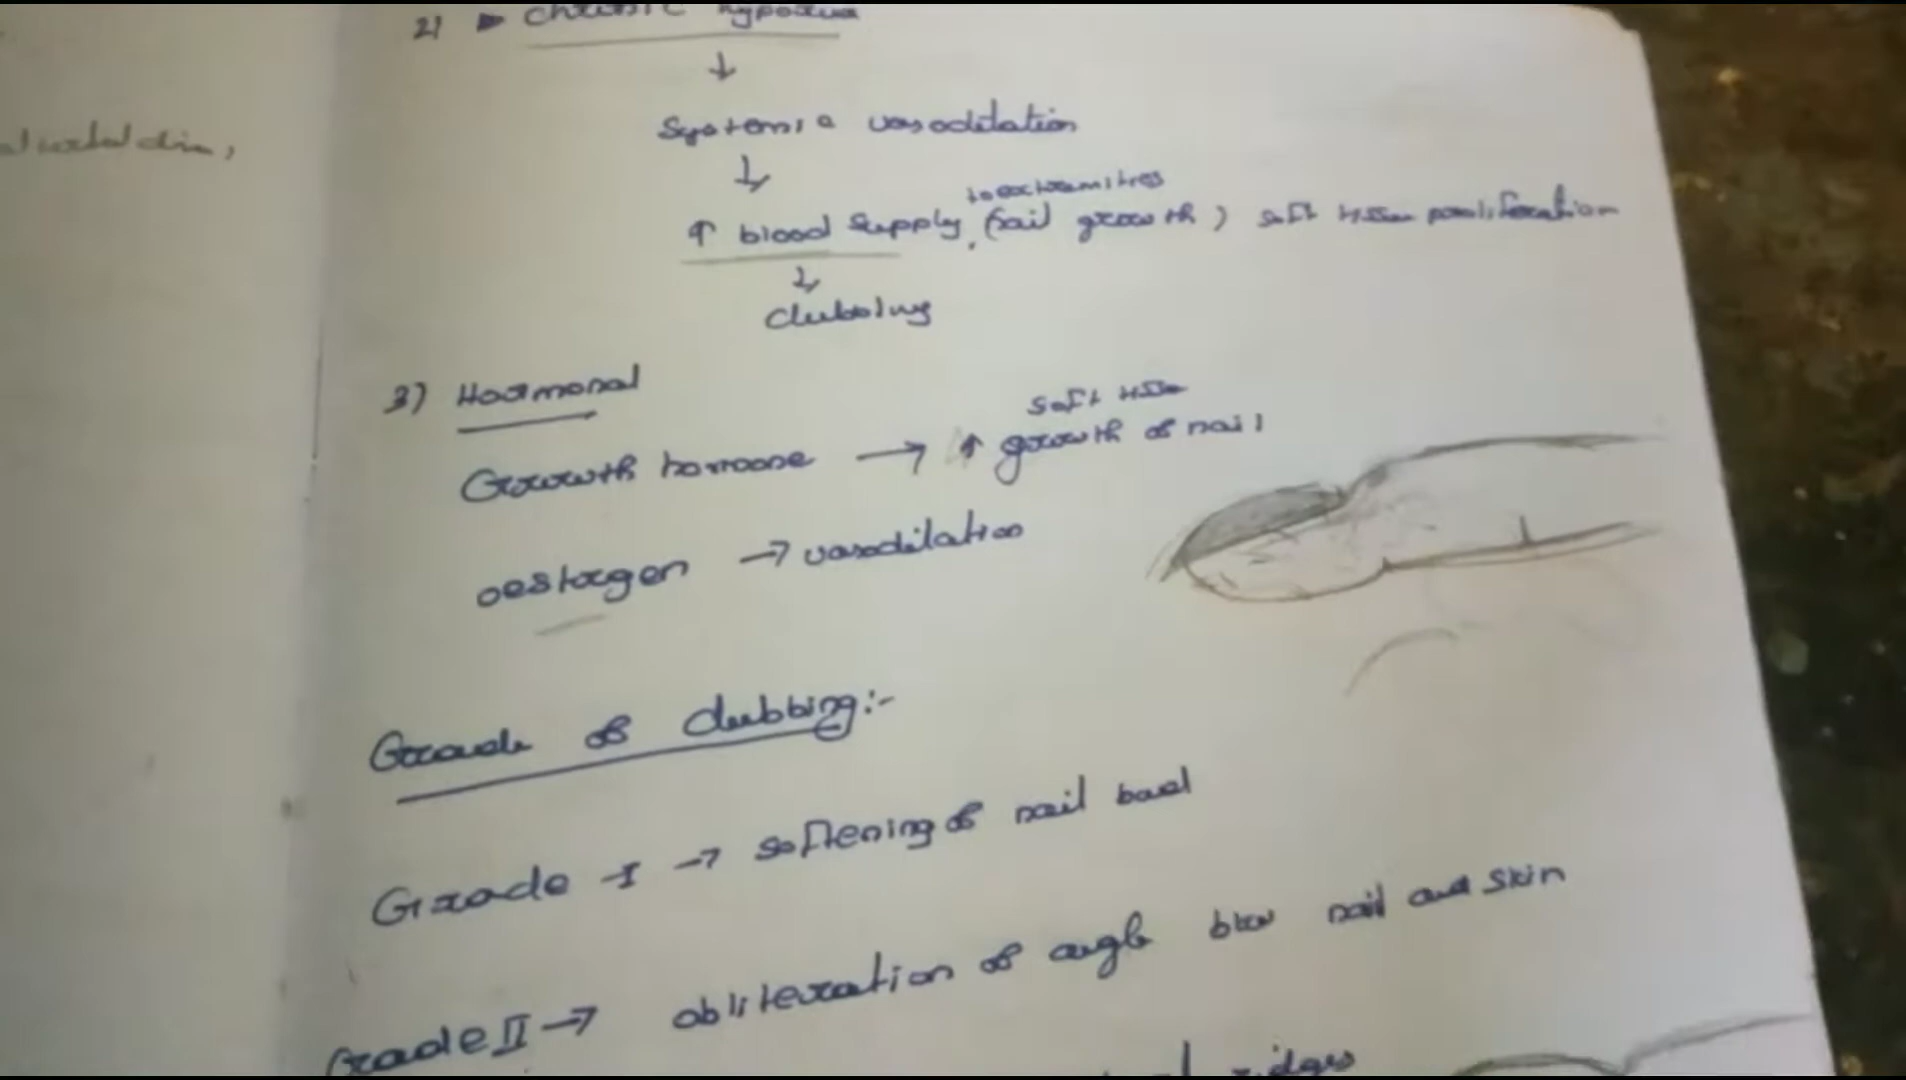 2) ▸ chronic hypoxia
↓
Systemic vasodilation
↓
to extremities
↑ blood supply, (nail growth) soft tissue proliferation
↓
clubbing
3) Hormonal
soft tissue
Growth hormone → ↑ growth of nail
oestrogen → vasodilation
Grade of clubbing:-
Grade - I → softening of nail bed
Grade II → obliteration of angle btw nail and skin
ridges